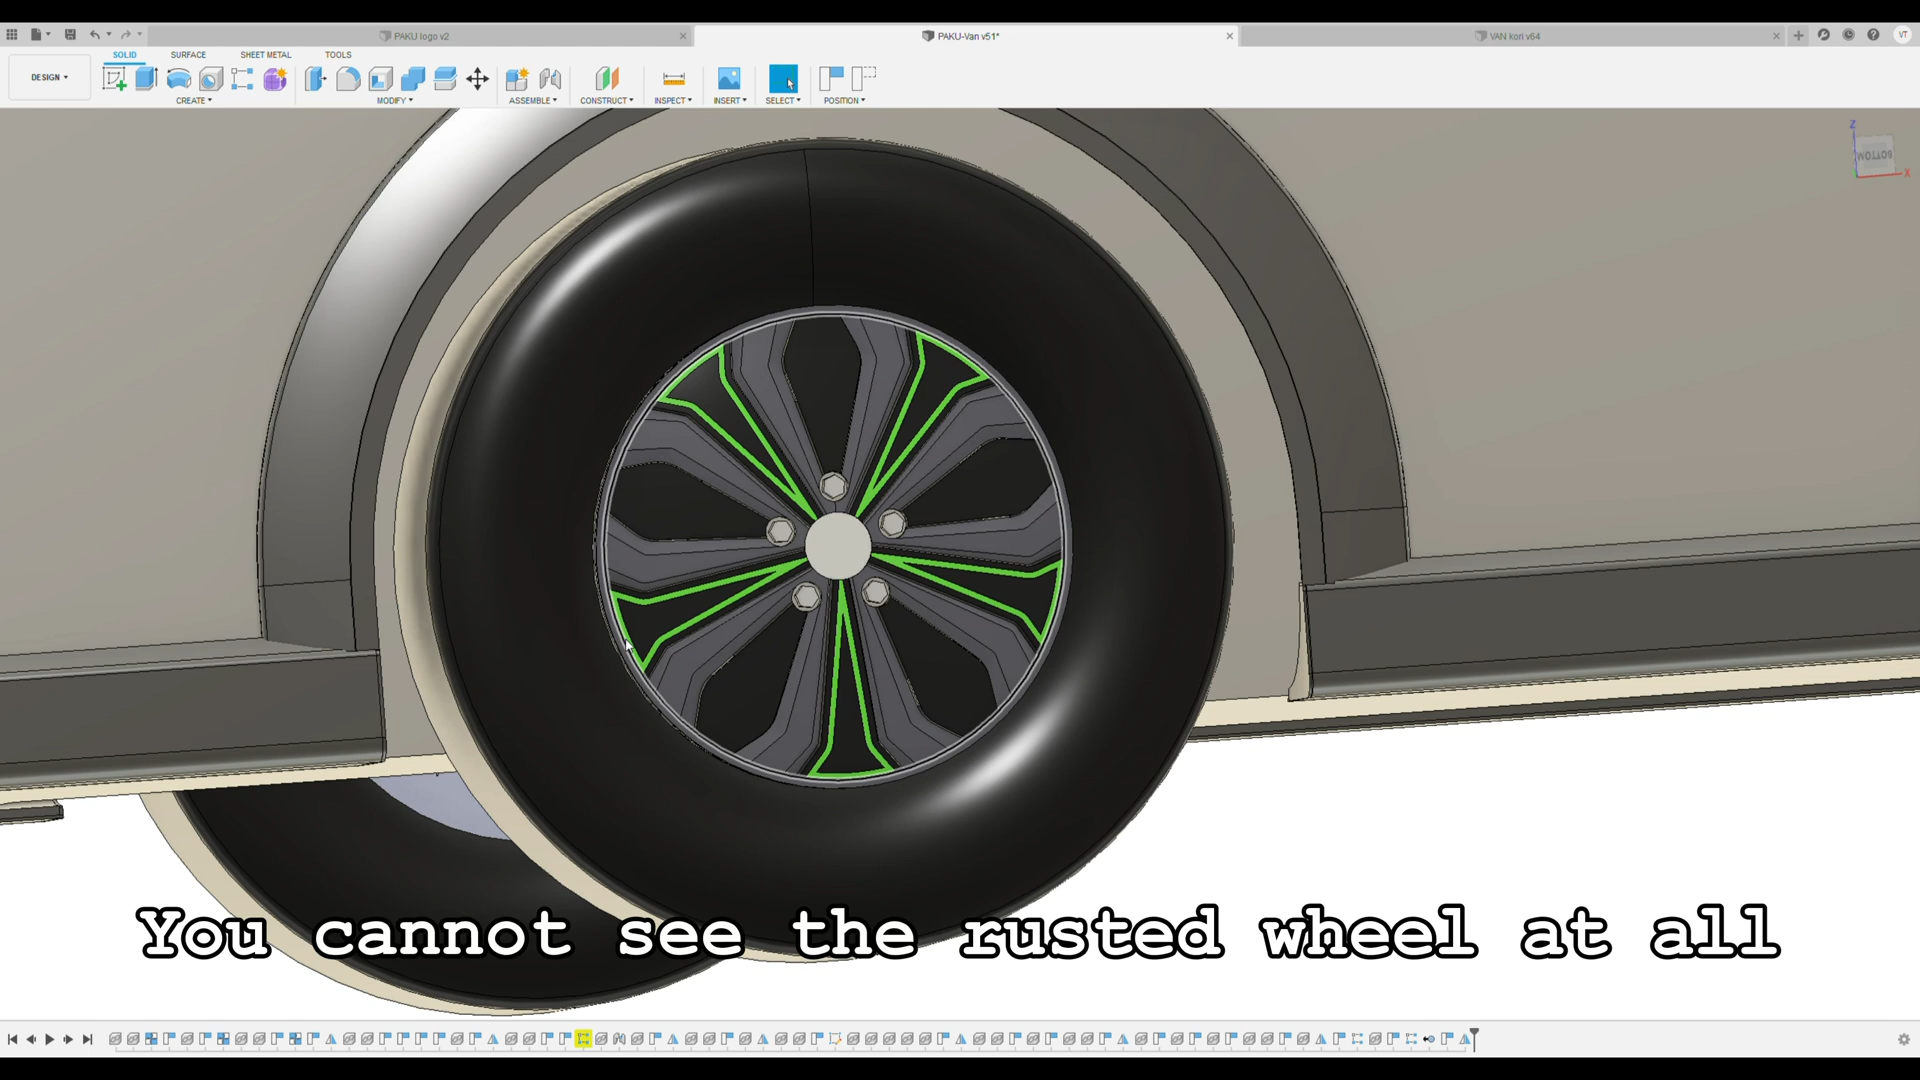 PAKU logo v2
PAKU-Van v51*
VAN kori v64
VT
SOLID
SURFACE
SHEET METAL
TOOLS
DESIGN
CREATE
MODIFY
ASSEMBLE
CONSTRUCT
INSPECT
INSERT
SELECT
POSITION
Z
BOTTOM
X
You cannot see the rusted wheel at all